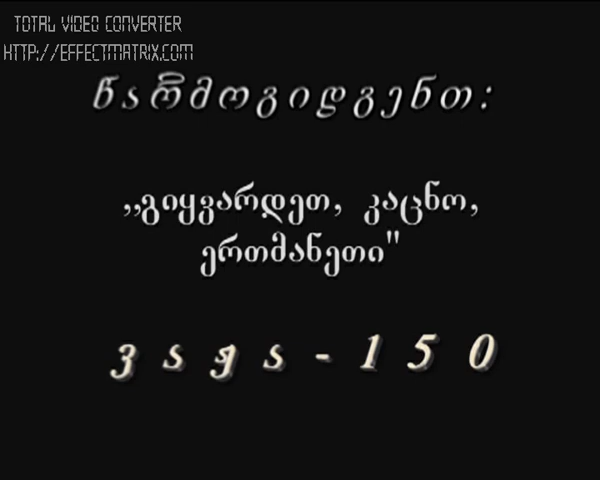 TOTAL VIDEO CONVERTER
HTTP://EFFECTMATRIX.COM
წარმოგიდგენთ:
,,გიყვარდეთ, კაცნო,
ერთმანეთი"
ვაჟა-150